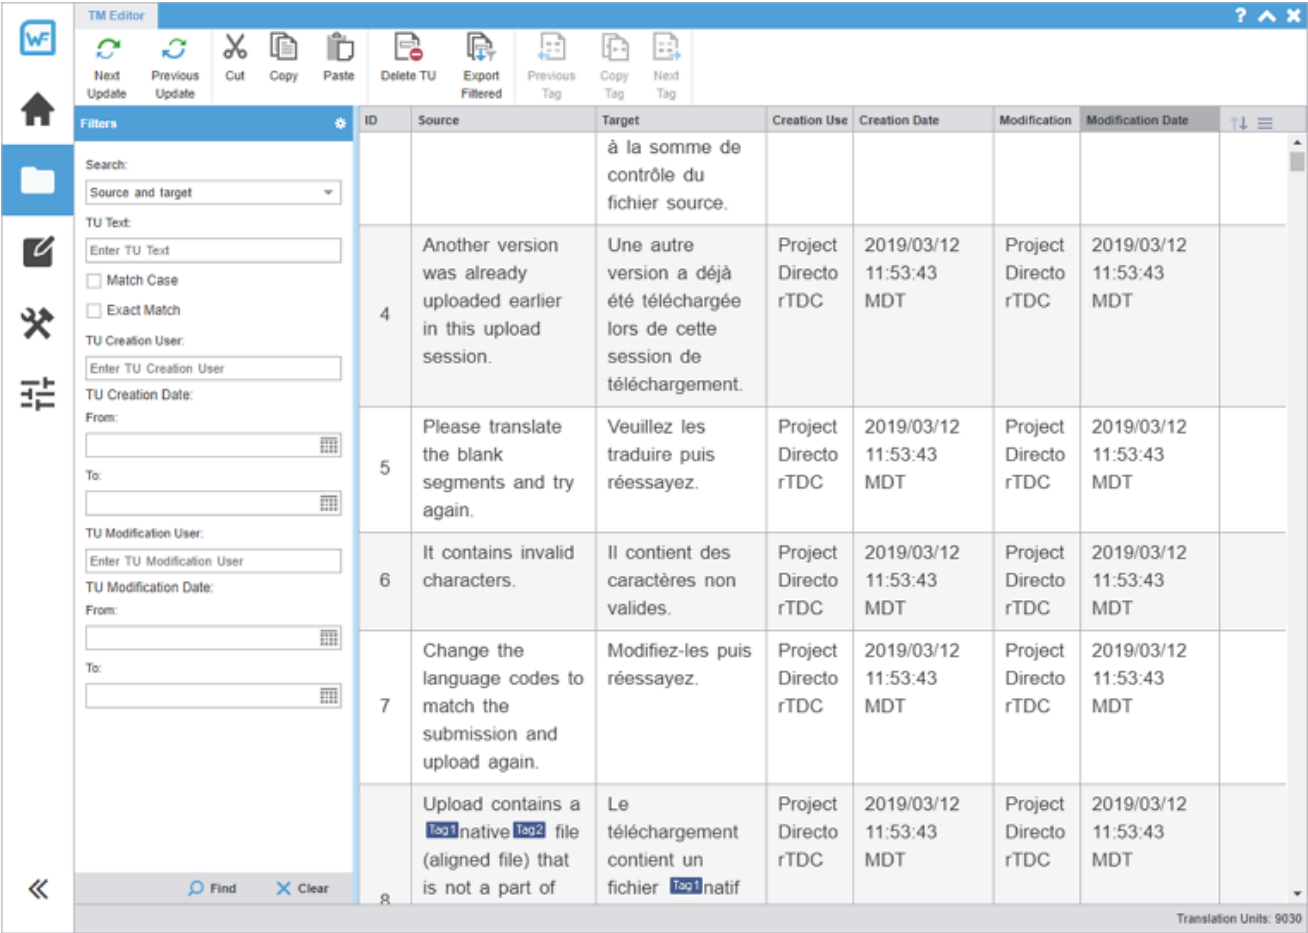 TM Editor
WF
Next Update
Previous Update
Cut
Copy
Paste
Delete TU
Export Filtered
Previous Tag
Copy Tag
Next Tag
Filters
Search:
Source and target
TU Text:
Enter TU Text
Match Case
Exact Match
TU Creation User:
Enter TU Creation User
TU Creation Date:
From:
To:
TU Modification User:
Enter TU Modification User
TU Modification Date:
From:
To:
Find
Clear
ID Source Target Creation Use Creation Date Modification Modification Date
à la somme de
contrôle du
fichier source.
4
Another version
was already
uploaded earlier
in this upload
session.
Une autre
version a déjà
été téléchargée
lors de cette
session de
téléchargement.
Project
Directo
rTDC
2019/03/12
11:53:43
MDT
Project
Directo
rTDC
2019/03/12
11:53:43
MDT
5
Please translate
the blank
segments and try
again.
Veuillez les
traduire puis
réessayez.
Project
Directo
rTDC
2019/03/12
11:53:43
MDT
Project
Directo
rTDC
2019/03/12
11:53:43
MDT
6
It contains invalid
characters.
Il contient des
caractères non
valides.
Project
Directo
rTDC
2019/03/12
11:53:43
MDT
Project
Directo
rTDC
2019/03/12
11:53:43
MDT
7
Change the
language codes to
match the
submission and
upload again.
Modifiez-les puis
réessayez.
Project
Directo
rTDC
2019/03/12
11:53:43
MDT
Project
Directo
rTDC
2019/03/12
11:53:43
MDT
8
Upload contains a
Tag1 native Tag2 file
(aligned file) that
is not a part of
Le
téléchargement
contient un
fichier Tag1 natif
Project
Directo
rTDC
2019/03/12
11:53:43
MDT
Project
Directo
rTDC
2019/03/12
11:53:43
MDT
Translation Units: 9030